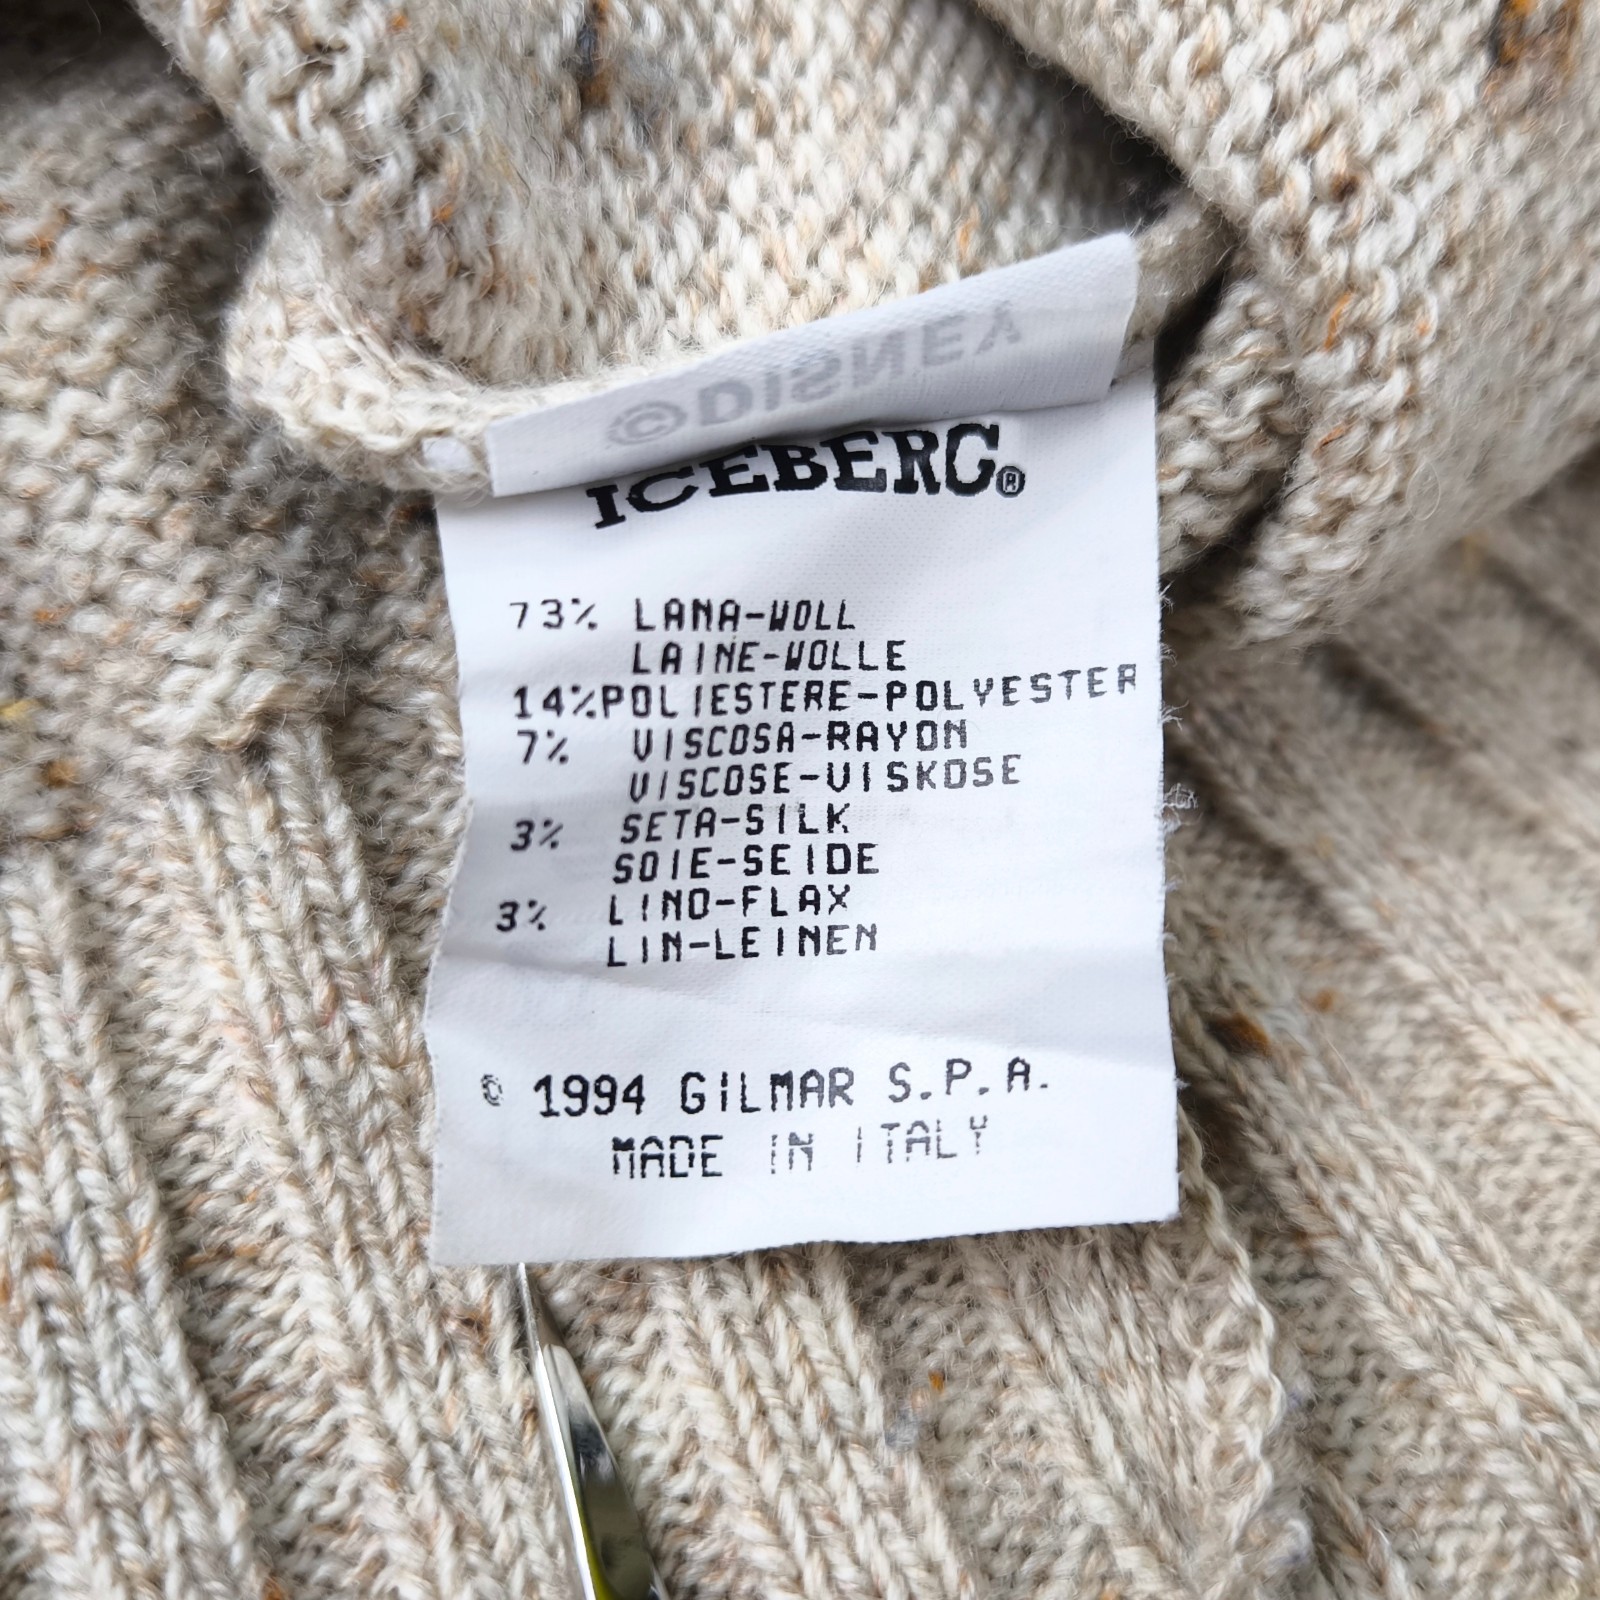 ©DISNEY
ICEBERG®
73% LANA-WOLL
LAINE-WOLLE
14%POLIESTERE-POLYESTER
7% VISCOSA-RAYON
VISCOSE-VISKOSE
3% SETA-SILK
SOIE-SEIDE
3% LINO-FLAX
LIN-LEINEN
© 1994 GILMAR S.P.A.
MADE IN ITALY